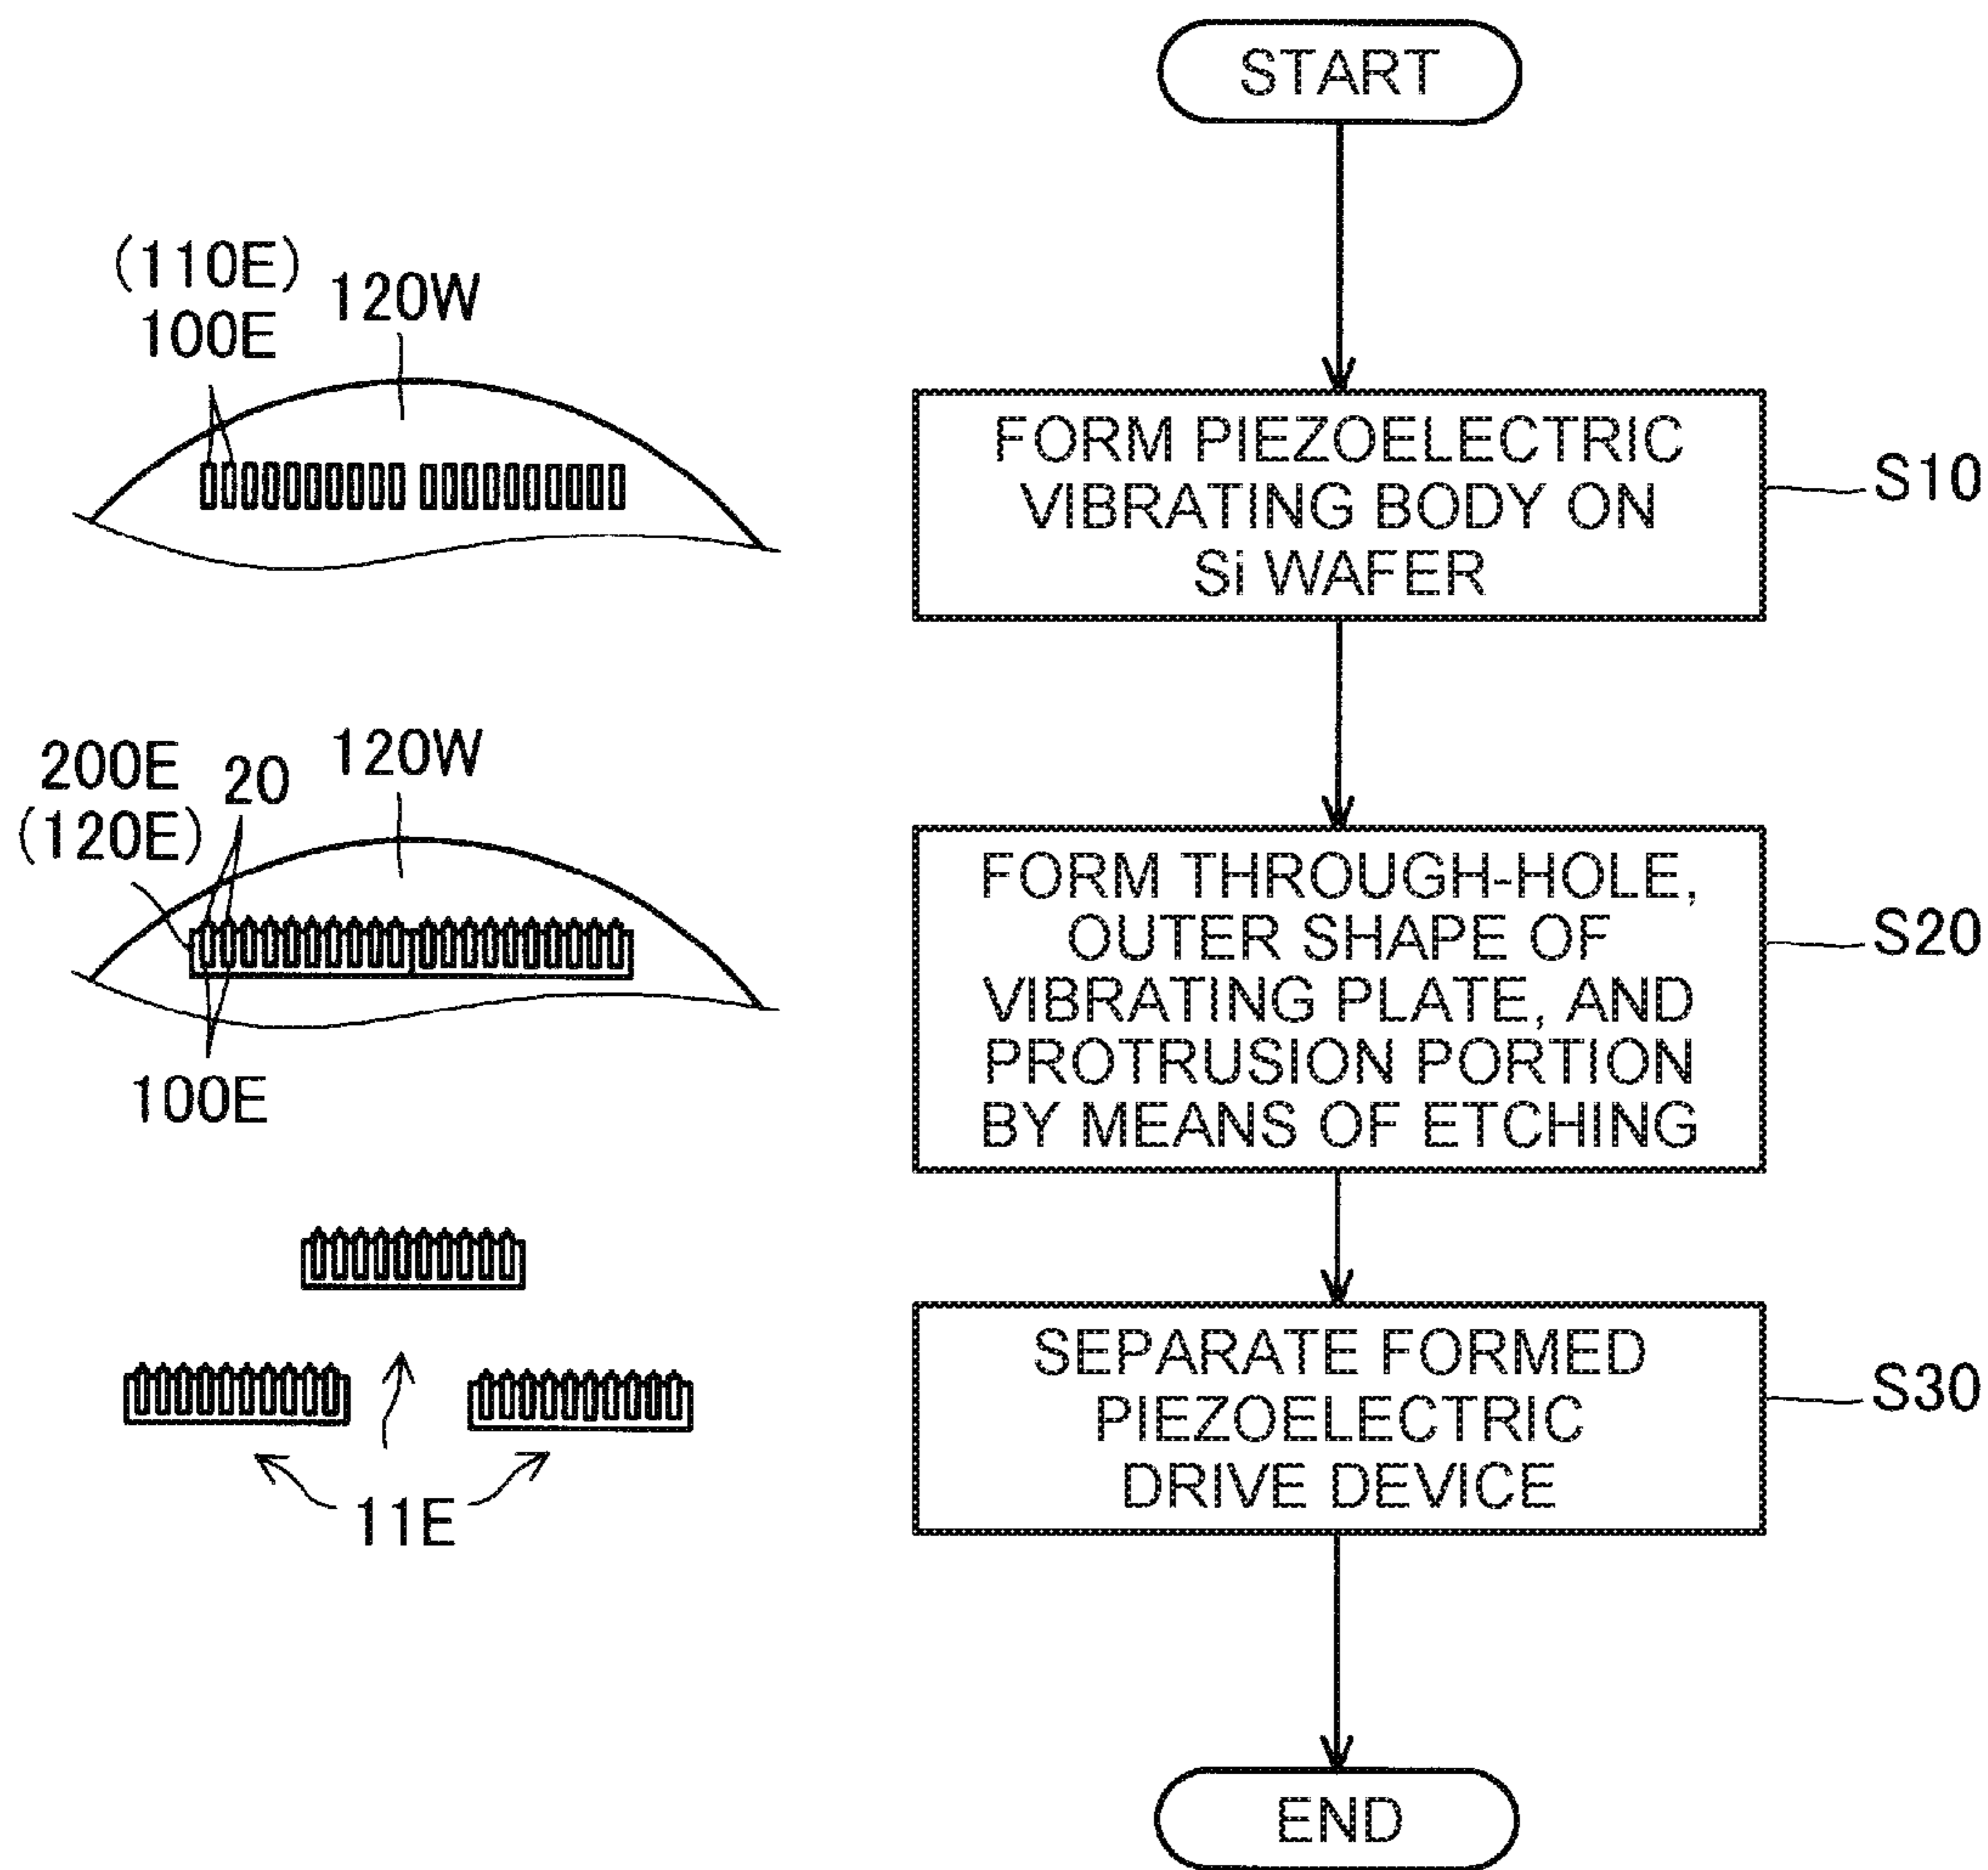 START
(110E)
100E
120W
FORM PIEZOELECTRIC
VIBRATING BODY ON
Si WAFER
S10
200E
(120E)
20
120W
100E
FORM THROUGH-HOLE,
OUTER SHAPE OF
VIBRATING PLATE, AND
PROTRUSION PORTION
BY MEANS OF ETCHING
S20
11E
SEPARATE FORMED
PIEZOELECTRIC
DRIVE DEVICE
S30
END